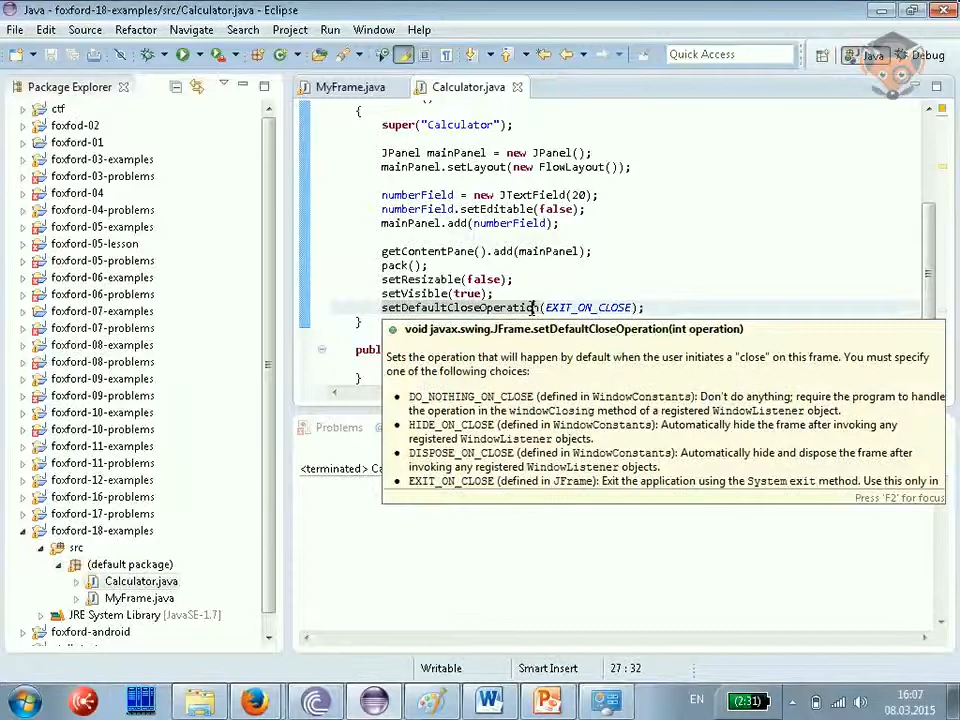 Java - foxford-18-examples/src/Calculator.java - Eclipse
File Edit Source Refactor Navigate Search Project Run Window Help
Quick Access
Java
Debug
Package Explorer
MyFrame.java
Calculator.java
ctf
foxfod-02
foxford-01
foxford-03-examples
foxford-03-problems
foxford-04
foxford-04-problems
foxford-05-examples
foxford-05-lesson
foxford-05-problems
foxford-06-examples
foxford-06-problems
foxford-07-examples
foxford-07-problems
foxford-08-examples
foxford-08-problems
foxford-09-examples
foxford-09-problems
foxford-10-examples
foxford-10-problems
foxford-11-examples
foxford-11-problems
foxford-12-examples
foxford-16-problems
foxford-17-problems
foxford-18-examples
src
(default package)
Calculator.java
MyFrame.java
JRE System Library [JavaSE-1.7]
foxford-android
{
super("Calculator");
JPanel mainPanel = new JPanel();
mainPanel.setLayout(new FlowLayout());
numberField = new JTextField(20);
numberField.setEditable(false);
mainPanel.add(numberField);
getContentPane().add(mainPanel);
pack();
setResizable(false);
setVisible(true);
setDefaultCloseOperation(EXIT_ON_CLOSE);
}
publ
}
void javax.swing.JFrame.setDefaultCloseOperation(int operation)
Sets the operation that will happen by default when the user initiates a "close" on this frame. You must specify
one of the following choices:
• DO_NOTHING_ON_CLOSE (defined in WindowConstants): Don't do anything; require the program to handle
the operation in the windowClosing method of a registered WindowListener object.
• HIDE_ON_CLOSE (defined in WindowConstants): Automatically hide the frame after invoking any
registered WindowListener objects.
• DISPOSE_ON_CLOSE (defined in WindowConstants): Automatically hide and dispose the frame after
invoking any registered WindowListener objects.
• EXIT_ON_CLOSE (defined in JFrame): Exit the application using the System exit method. Use this only in
Press 'F2' for focus
Problems @
<terminated> Ca
Writable
Smart Insert
27 : 32
EN
(2:31)
16:07
08.03.2015